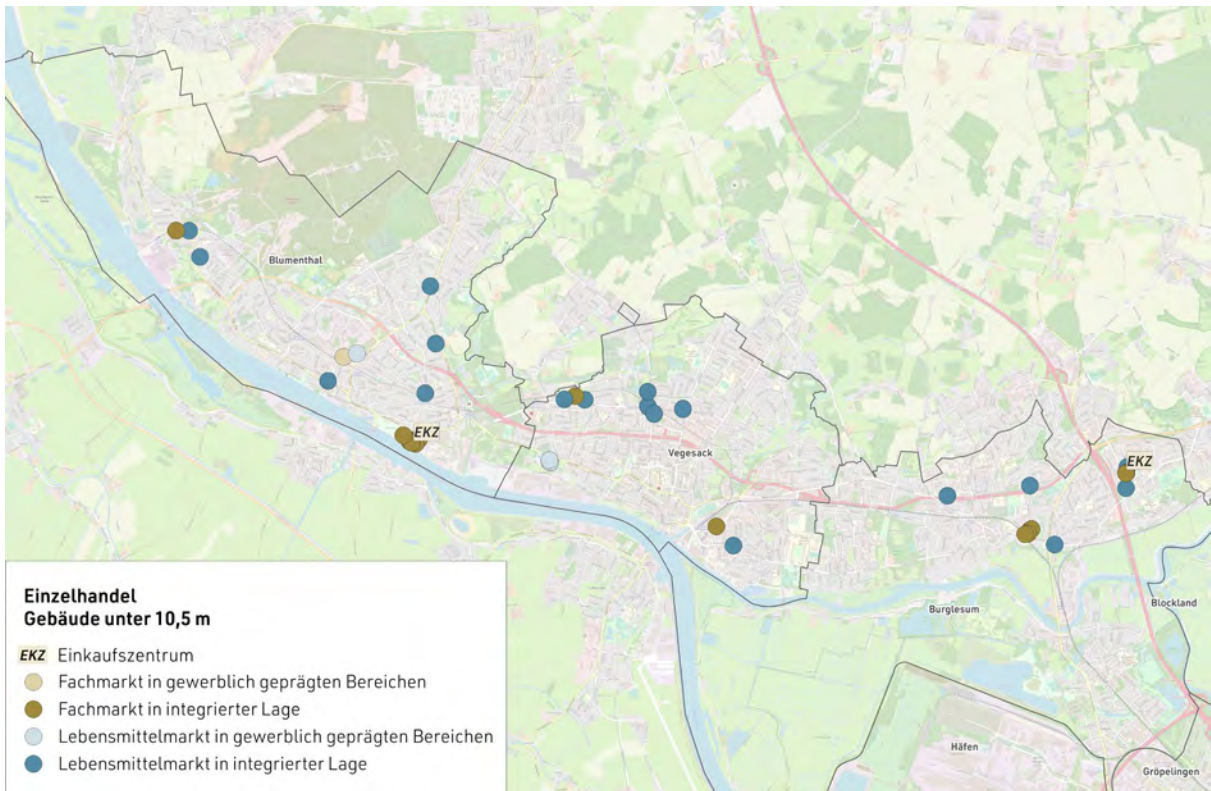 Blumenthal
EKZ
Vegesack
EKZ
Burglesum
Blockland
Häfen
Gröpelingen
Einzelhandel
Gebäude unter 10,5 m
EKZ Einkaufszentrum
Fachmarkt in gewerblich geprägten Bereichen
Fachmarkt in integrierter Lage
Lebensmittelmarkt in gewerblich geprägten Bereichen
Lebensmittelmarkt in integrierter Lage